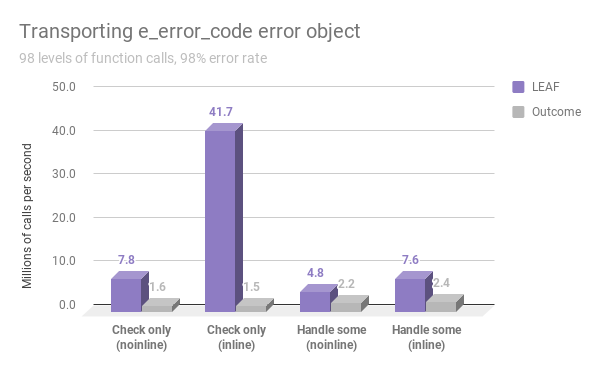 Transporting e_error_code error object
98 levels of function calls, 98% error rate
LEAF
Outcome
Millions of calls per second
50.0
40.0
30.0
20.0
10.0
0.0
7.8
1.6
41.7
1.5
4.8
2.2
7.6
2.4
Check only
(noinline)
Check only
(inline)
Handle some
(noinline)
Handle some
(inline)